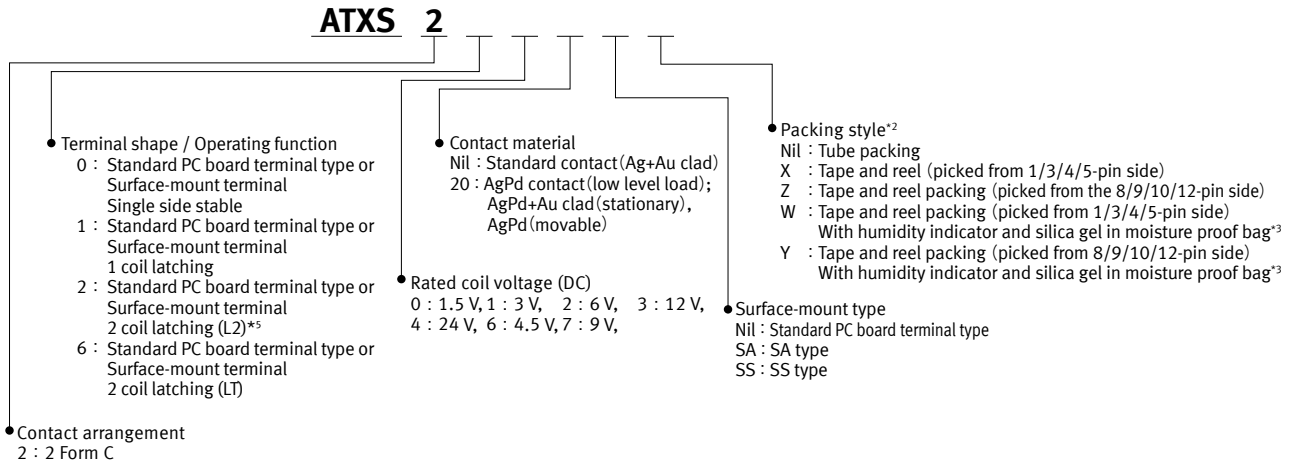 ATXS 2
Terminal shape / Operating function
0 : Standard PC board terminal type or
Surface-mount terminal
Single side stable
1 : Standard PC board terminal type or
Surface-mount terminal
1 coil latching
2 : Standard PC board terminal type or
Surface-mount terminal
2 coil latching (L2)*5
6 : Standard PC board terminal type or
Surface-mount terminal
2 coil latching (LT)
Contact arrangement
2 : 2 Form C
Rated coil voltage (DC)
0 : 1.5 V, 1 : 3 V, 2 : 6 V, 3 : 12 V,
4 : 24 V, 6 : 4.5 V, 7 : 9 V,
Contact material
Nil : Standard contact (Ag+Au clad)
20 : AgPd contact (low level load);
AgPd+Au clad (stationary),
AgPd (movable)
Surface-mount type
Nil : Standard PC board terminal type
SA : SA type
SS : SS type
Packing style*2
Nil : Tube packing
X : Tape and reel (picked from 1/3/4/5-pin side)
Z : Tape and reel packing (picked from the 8/9/10/12-pin side)
W : Tape and reel packing (picked from 1/3/4/5-pin side)
With humidity indicator and silica gel in moisture proof bag*3
Y : Tape and reel packing (picked from 8/9/10/12-pin side)
With humidity indicator and silica gel in moisture proof bag*3